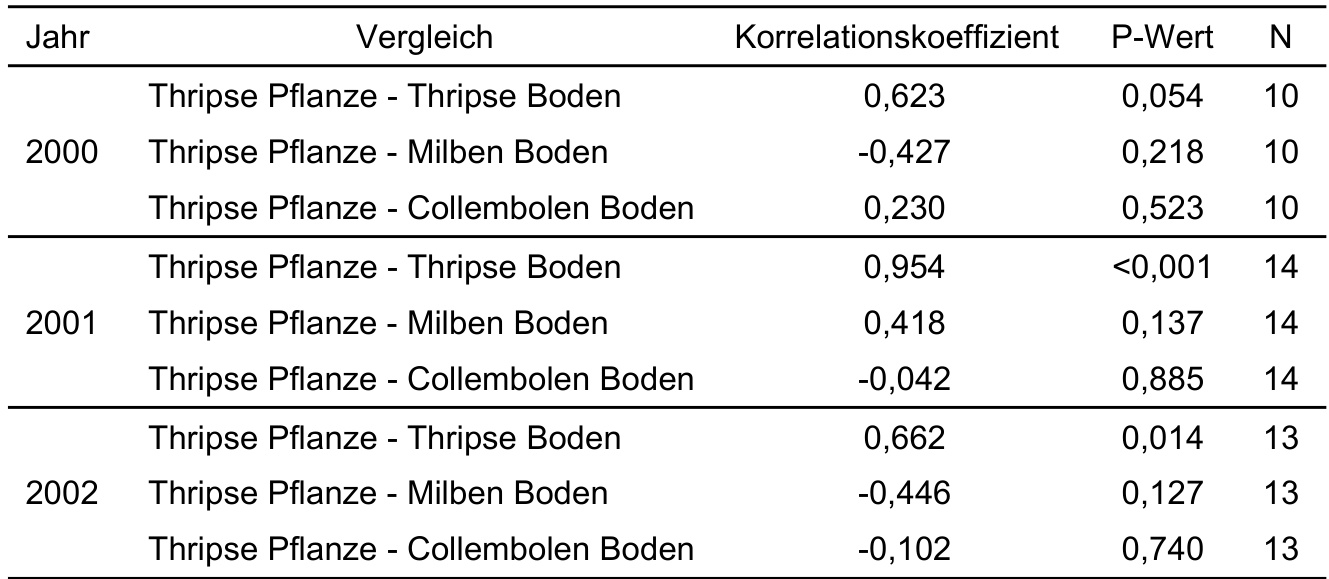 Jahr Vergleich Korrelationskoeffizient P-Wert N
Thripse Pflanze - Thripse Boden 0,623 0,054 10
2000 Thripse Pflanze - Milben Boden -0,427 0,218 10
Thripse Pflanze - Collembolen Boden 0,230 0,523 10
Thripse Pflanze - Thripse Boden 0,954 <0,001 14
2001 Thripse Pflanze - Milben Boden 0,418 0,137 14
Thripse Pflanze - Collembolen Boden -0,042 0,885 14
Thripse Pflanze - Thripse Boden 0,662 0,014 13
2002 Thripse Pflanze - Milben Boden -0,446 0,127 13
Thripse Pflanze - Collembolen Boden -0,102 0,740 13